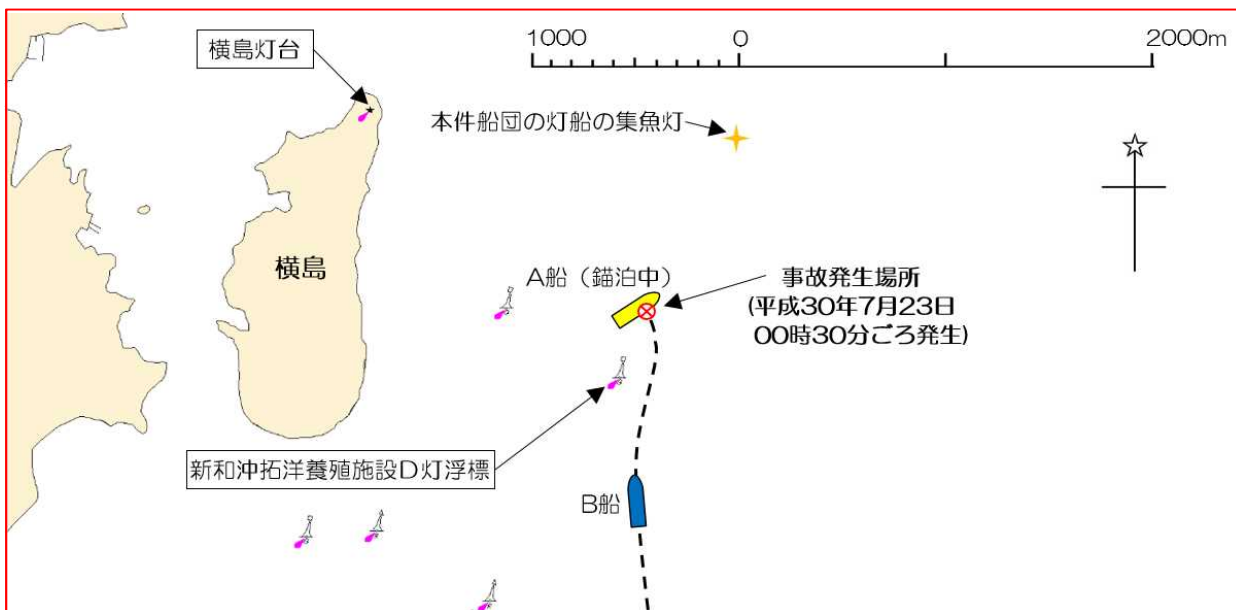 1000
0
2000m
横島灯台
本件船団の灯船の集魚灯
横島
A船(錨泊中)
事故発生場所
(平成30年7月23日
00時30分ごろ発生)
新和沖拓洋養殖施設D灯浮標
B船